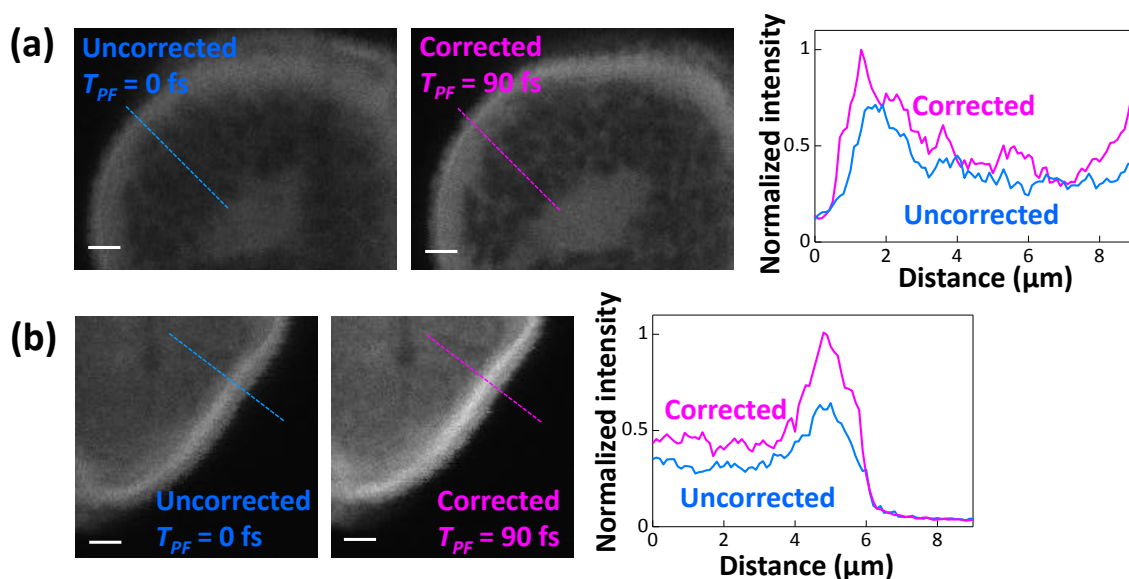 (a)
Uncorrected
T_PF = 0 fs
Corrected
T_PF = 90 fs
Normalized intensity
1
0.5
0
0 2 4 6 8
Distance (μm)
Corrected
Uncorrected
(b)
Uncorrected
T_PF = 0 fs
Corrected
T_PF = 90 fs
Normalized intensity
1
0.5
0
0 2 4 6 8
Distance (μm)
Corrected
Uncorrected